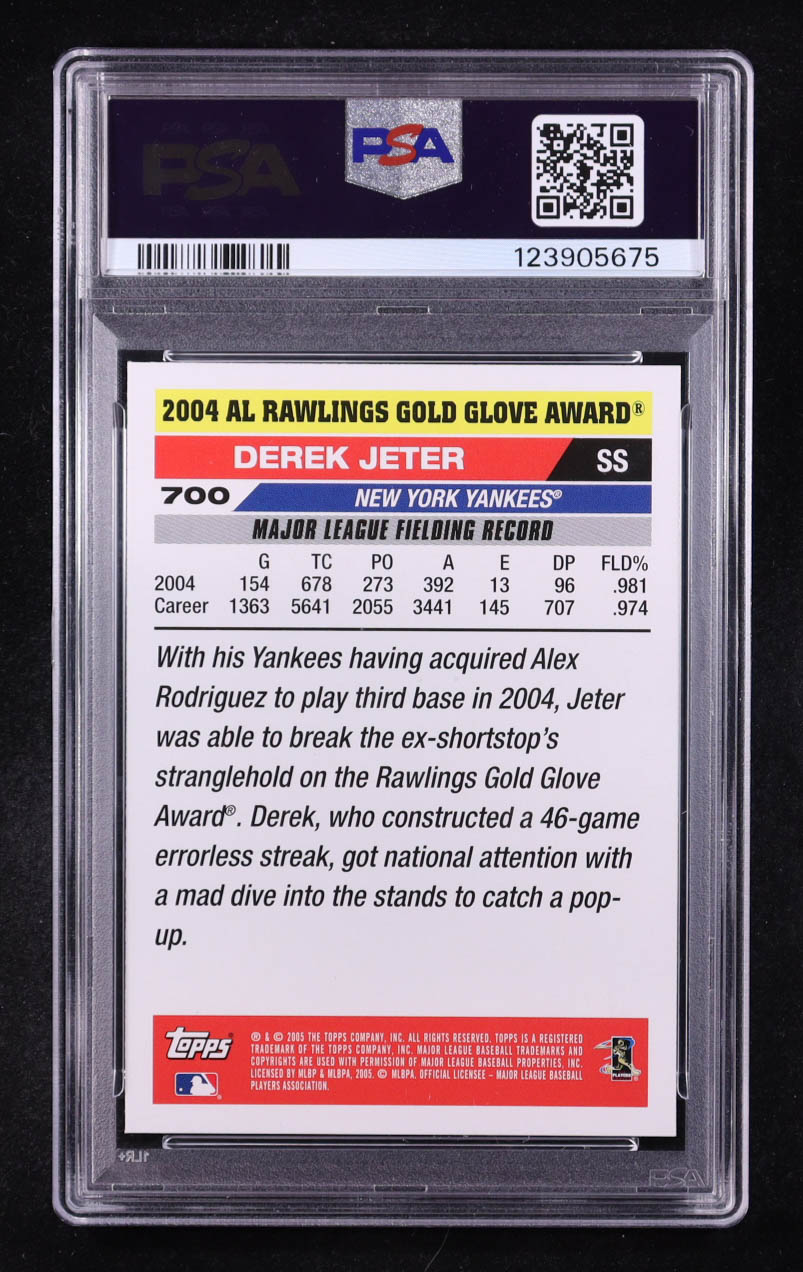 PSA
PSA
123905675
2004 AL RAWLINGS GOLD GLOVE AWARD®
DEREK JETER SS
700 NEW YORK YANKEES®
MAJOR LEAGUE FIELDING RECORD
G TC PO A E DP FLD%
2004 154 678 273 392 13 96 .981
Career 1363 5641 2055 3441 145 707 .974
With his Yankees having acquired Alex
Rodriguez to play third base in 2004, Jeter
was able to break the ex-shortstop's
stranglehold on the Rawlings Gold Glove
Award®. Derek, who constructed a 46-game
errorless streak, got national attention with
a mad dive into the stands to catch a pop-
up.
topps
® & © 2005 THE TOPPS COMPANY, INC. ALL RIGHTS RESERVED. TOPPS IS A REGISTERED
TRADEMARK OF THE TOPPS COMPANY, INC. MAJOR LEAGUE BASEBALL TRADEMARKS AND
COPYRIGHTS ARE USED WITH PERMISSION OF MAJOR LEAGUE BASEBALL PROPERTIES, INC.
LICENSED BY MLBP & MLBPA, 2005. © MLBPA. OFFICIAL LICENSEE – MAJOR LEAGUE BASEBALL
PLAYERS ASSOCIATION.
PLAYERS
1LR+
PSA